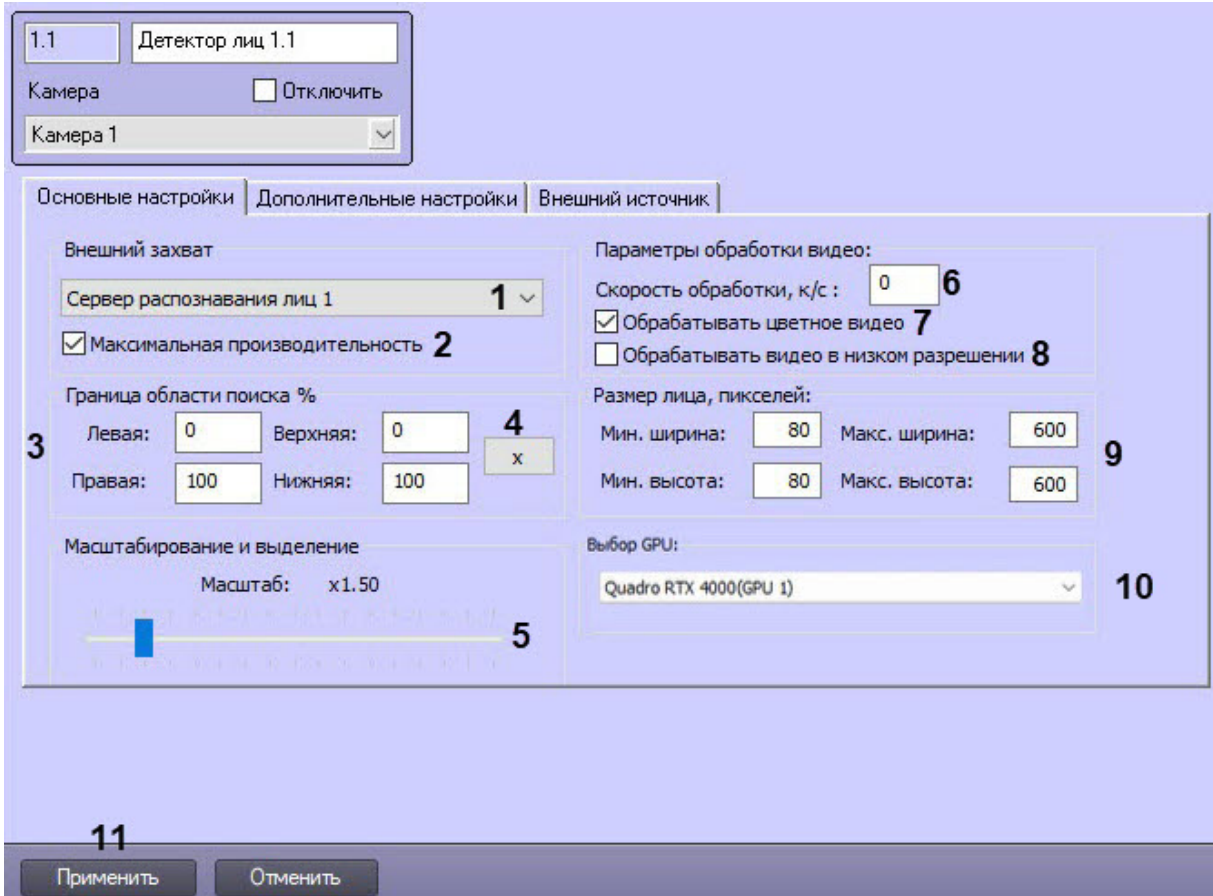 1.1 Детектор лиц 1.1
Камера Отключить
Камера 1
Основные настройки Дополнительные настройки Внешний источник
Внешний захват
Сервер распознавания лиц 1 1
Максимальная производительность 2
Граница области поиска %
3
Левая: 0 Верхняя: 0
4
x
Правая: 100 Нижняя: 100
Масштабирование и выделение
Масштаб: x1.50
5
Параметры обработки видео:
Скорость обработки, к/с : 0 6
Обрабатывать цветное видео 7
Обрабатывать видео в низком разрешении 8
Размер лица, пикселей:
Мин. ширина: 80 Макс. ширина: 600
9
Мин. высота: 80 Макс. высота: 600
Выбор GPU:
Quadro RTX 4000(GPU 1) 10
11
Применить Отменить